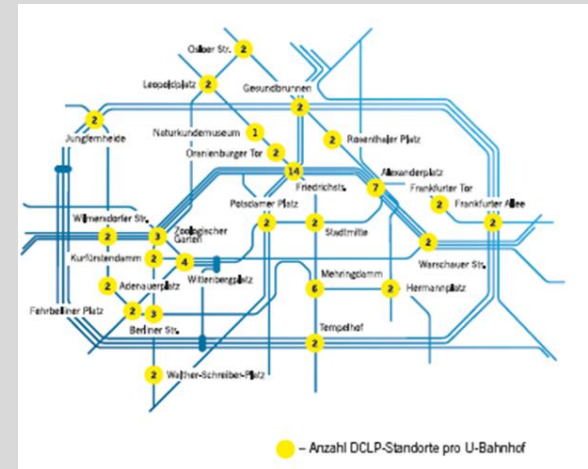 Osloer Str. 2
Leopoldplatz 2
Gesundbrunnen
2
2
Jungfernheide
Naturkundemuseum 1
2 Rosenthaler Platz
Oranienburger Tor 2
14
Friedrichstr.
Alexanderplatz
7
Frankfurter Tor
2
Frankfurter Allee
2
Potsdamer Platz
2
2
Stadtmitte
Wilmersdorfer Str.
2
3
Zoologischer
Garten
2
Warschauer Str.
Kurfürstendamm 2
4
Wittenbergplatz
2
Adenauerplatz
Mehringdamm
6
2 Hermannplatz
Fehrbelliner Platz
2
3
Berliner Str.
Tempelhof
2
2 Walther-Schreiber-Platz
– Anzahl DCLP-Standorte pro U-Bahnhof